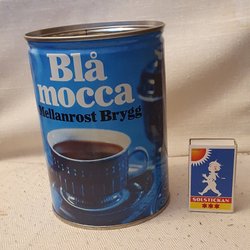 Blå
mocca
Mellanrost Brygg
SOLSTICKAN